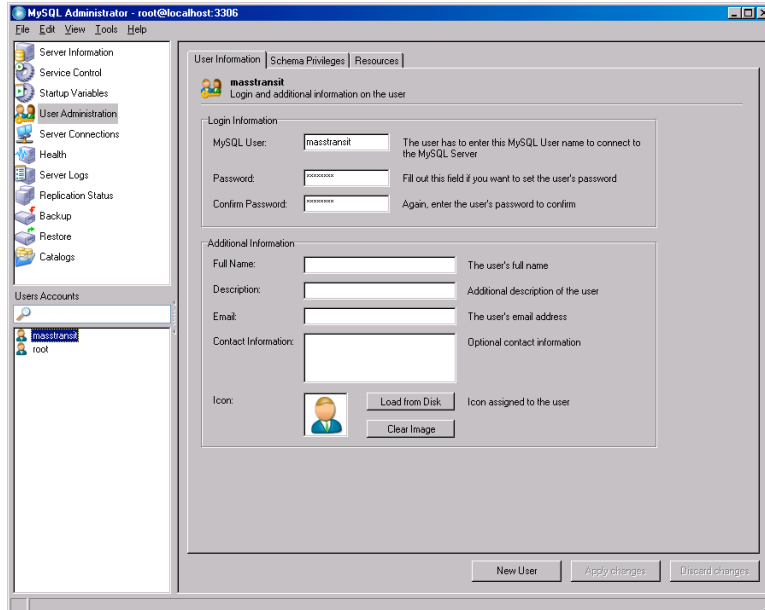 MySQL Administrator - root@localhost:3306
File Edit View Tools Help
Server Information
Service Control
Startup Variables
User Administration
Server Connections
Health
Server Logs
Replication Status
Backup
Restore
Catalogs
Users Accounts
masstransit
root
User Information Schema Privileges Resources
masstransit
Login and additional information on the user
Login Information
MySQL User: masstransit The user has to enter this MySQL User name to connect to
the MySQL Server
Password: xxxxxxxx Fill out this field if you want to set the user's password
Confirm Password: xxxxxxxx Again, enter the user's password to confirm
Additional Information
Full Name: The user's full name
Description: Additional description of the user
Email: The user's email address
Contact Information: Optional contact information
Icon: Load from Disk Icon assigned to the user
Clear Image
New User Apply changes Discard changes